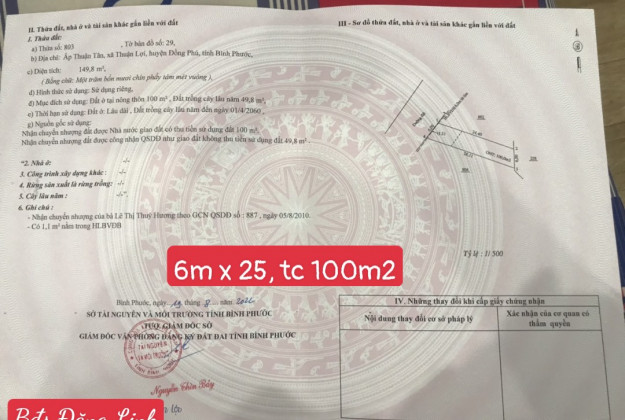 II. Thửa đất, nhà ở và tài sản khác gắn liền với đất
1. Thửa đất:
a) Thửa số: 803 , Tờ bản đồ số: 29,
b) Địa chỉ: Ấp Thuận Tân, xã Thuận Lợi, huyện Đồng Phú, tỉnh Bình Phước,
c) Diện tích: 149,8 m²,
( Bằng chữ: Một trăm bốn mươi chín phẩy tám mét vuông ),
d) Hình thức sử dụng: Sử dụng riêng,
đ) Mục đích sử dụng: Đất ở tại nông thôn 100 m², Đất trồng cây lâu năm 49,8 m²,
e) Thời hạn sử dụng: Đất ở: Lâu dài , Đất trồng cây lâu năm đến ngày 01/4/2060 ,
g) Nguồn gốc sử dụng:
Nhận chuyển nhượng đất được Nhà nước giao đất có thu tiền sử dụng đất 100 m²,
Nhận chuyển nhượng đất được công nhận QSDĐ như giao đất không thu tiền sử dụng đất 49,8 m² .
2. Nhà ở: -/-
3. Công trình xây dựng khác : -/-
4. Rừng sản xuất là rừng trồng: -/-
5. Cây lâu năm : -/-
6. Ghi chú :
- Nhận chuyển nhượng của bà Lê Thị Thuý Hương theo GCN QSDĐ số : 887 , ngày 05/8/2010.
- Có 1,1 m² nằm trong HLBVĐB
III - Sơ đồ thửa đất, nhà ở và tài sản khác gắn liền với đất
Tỷ lệ : 1/ 500
6m x 25, tc 100m2
Bình Phước, ngày tháng năm
SỞ TÀI NGUYÊN VÀ MÔI TRƯỜNG TỈNH BÌNH PHƯỚC
TUQ. GIÁM ĐỐC SỞ
GIÁM ĐỐC VĂN PHÒNG ĐĂNG KÝ ĐẤT ĐAI TỈNH BÌNH PHƯỚC
IV. Những thay đổi khi cấp giấy chứng nhận
Nội dung thay đổi cơ sở pháp lý
Xác nhận của cơ quan có
thẩm quyền